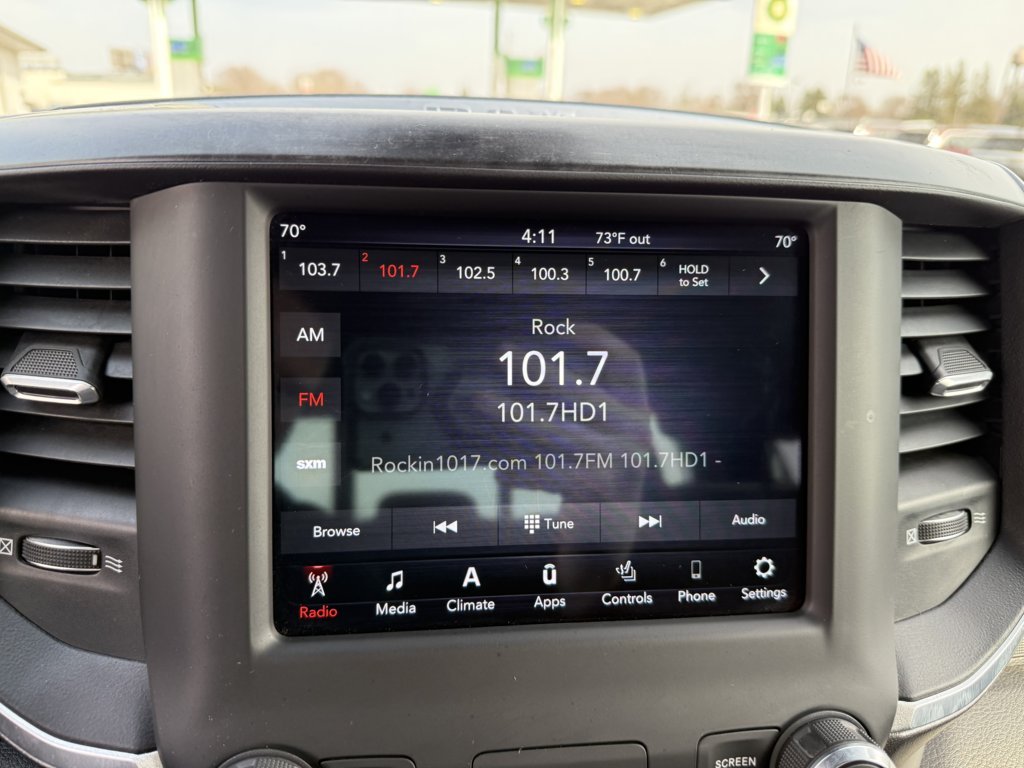 70° 4:11 73°F out 70°
1 103.7 2 101.7 3 102.5 4 100.3 5 100.7 6 HOLD to Set
AM
FM
sxm
Rock
101.7
101.7HD1
Rockin1017.com 101.7FM 101.7HD1 -
Browse Tune Audio
Radio Media Climate Apps Controls Phone Settings
SCREEN